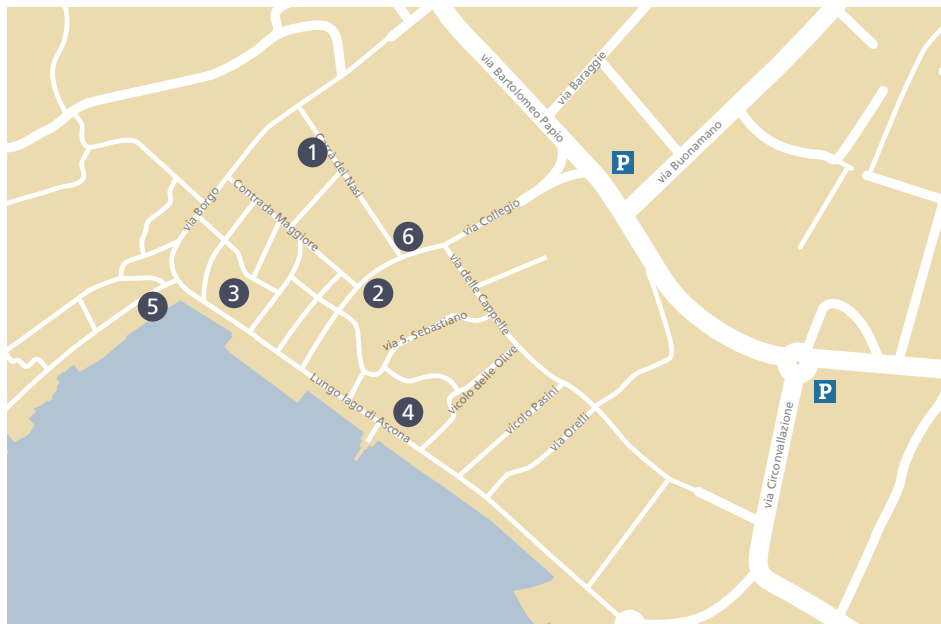 via Bartolomeo Papio
via Baraggie
via Buonamano
P
1
Carrà dei Nasi
Contrada Maggiore
via Borgo
via Collegio
6
via delle Cappelle
3
2
5
via S. Sebastiano
vicolo delle Olive
Lungo lago di Ascona
4
vicolo Pasini
via Orelli
P
via Circonvallazione